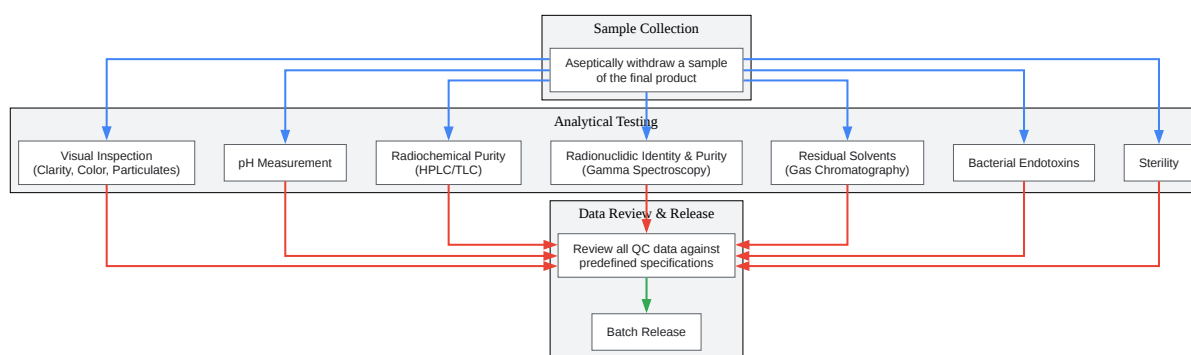 Sample Collection
Aseptically withdraw a sample
of the final product
Analytical Testing
Visual Inspection
(Clarity, Color, Particulates)
pH Measurement
Radiochemical Purity
(HPLC/TLC)
Radionuclidic Identity & Purity
(Gamma Spectroscopy)
Residual Solvents
(Gas Chromatography)
Bacterial Endotoxins
Sterility
Data Review & Release
Review all QC data against
predefined specifications
Batch Release